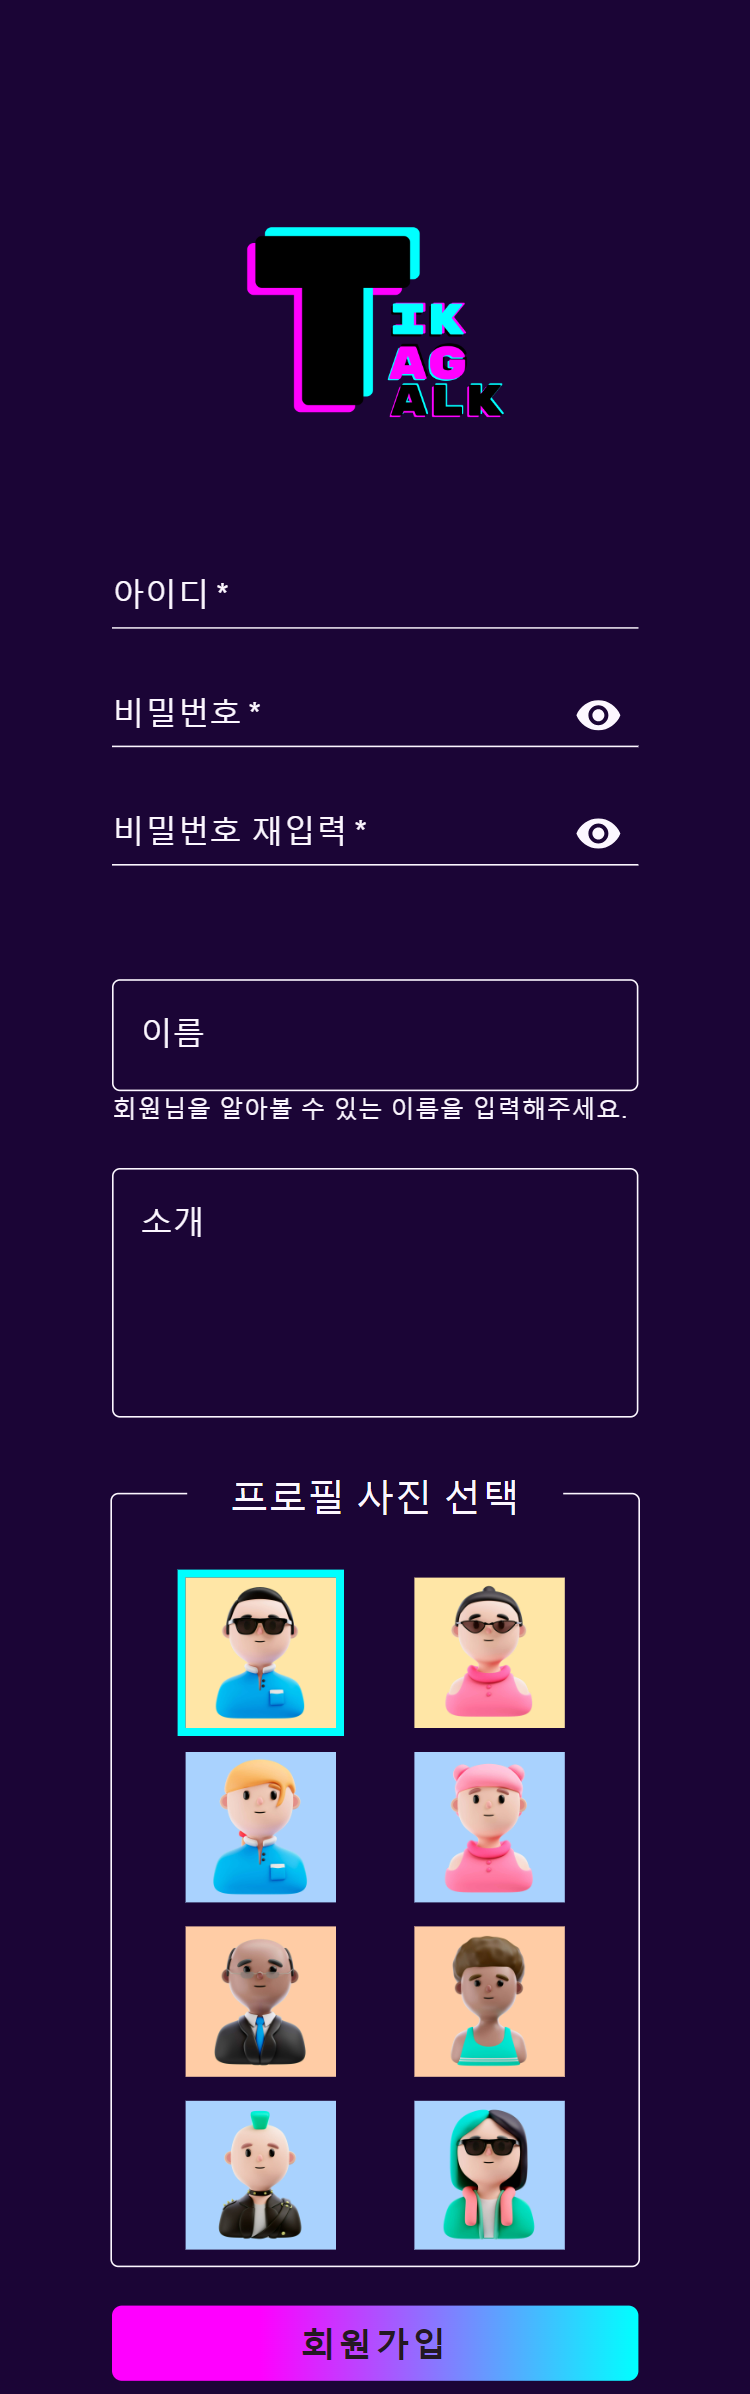 T
IK
AG
ALK
아이디 *
비밀번호 *
비밀번호 재입력 *
이름
회원님을 알아볼 수 있는 이름을 입력해주세요.
소개
프로필 사진 선택
회원가입